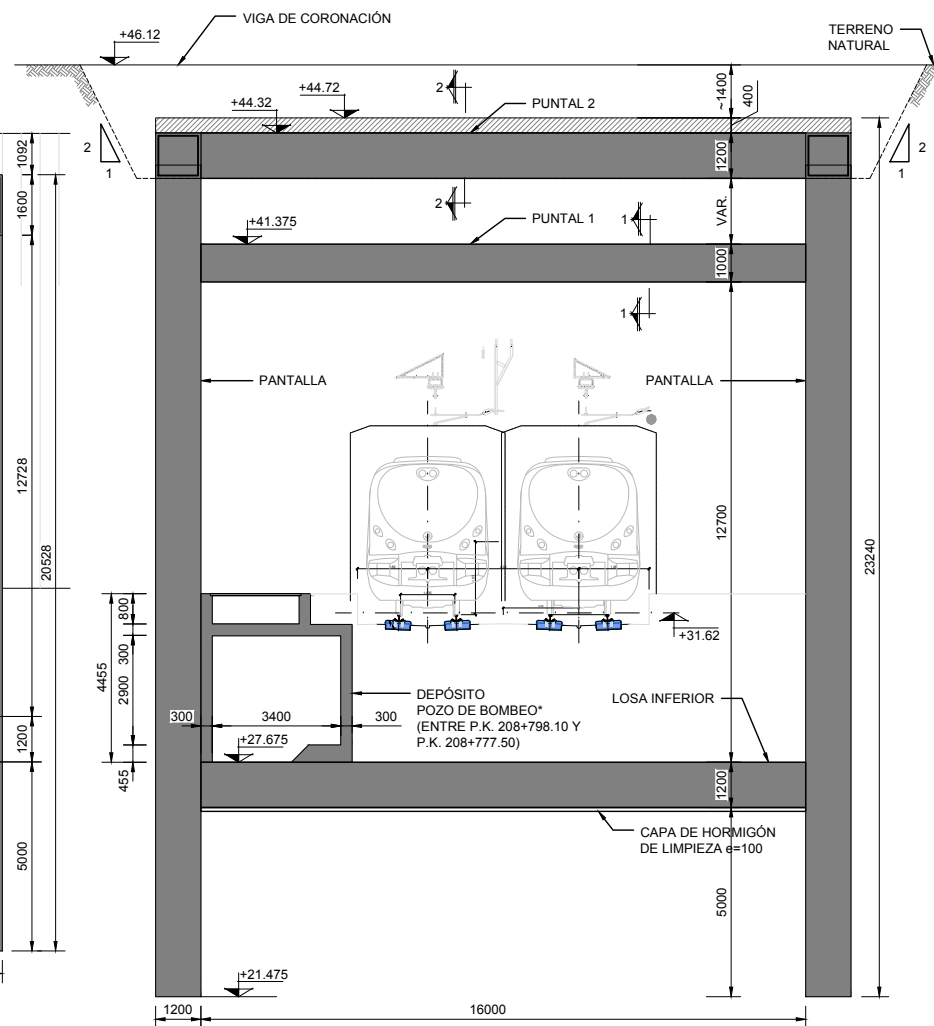 VIGA DE CORONACIÓN
+46.12
TERRENO
NATURAL
+44.72
+44.32
2
PUNTAL 2
~1400
400
1092
2
1
1200
2
1
1600
2
+41.375
PUNTAL 1
1
VAR.
1000
1
PANTALLA
PANTALLA
12728
20528
12700
23240
800
+31.62
4455
300
2900
DEPÓSITO
POZO DE BOMBEO*
(ENTRE P.K. 208+798.10 Y
P.K. 208+777.50)
LOSA INFERIOR
300
3400
300
1200
+27.675
455
1200
CAPA DE HORMIGÓN
DE LIMPIEZA e=100
5000
5000
+21.475
1200
16000